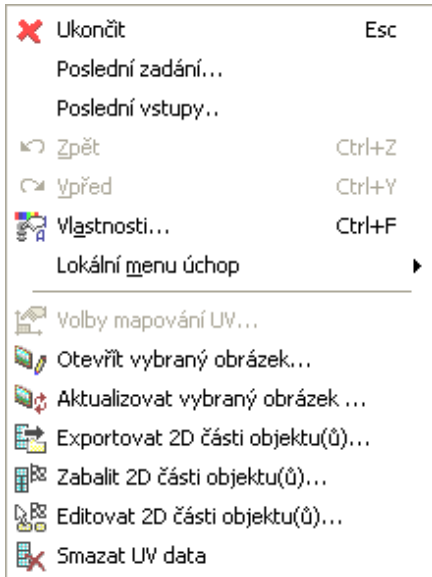 Ukončit Esc
Poslední zadání...
Poslední vstupy..
Zpět Ctrl+Z
Vpřed Ctrl+Y
Vlastnosti... Ctrl+F
Lokální menu úchop
Volby mapování UV...
Otevřít vybraný obrázek...
Aktualizovat vybraný obrázek ...
Exportovat 2D části objektu(ů)...
Zabalit 2D části objektu(ů)...
Editovat 2D části objektu(ů)...
Smazat UV data